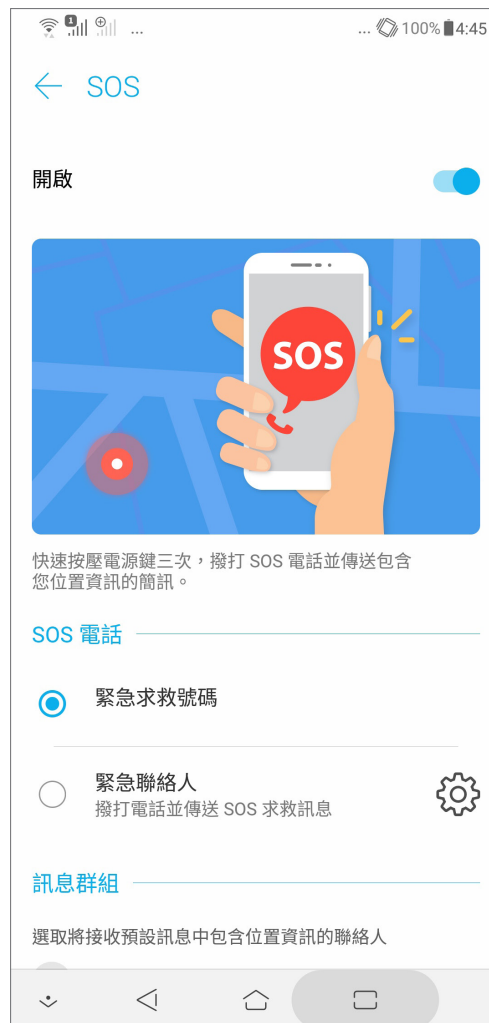 1 ... ... 100% 4:45
SOS
開啟
SOS
快速按壓電源鍵三次，撥打 SOS 電話並傳送包含
您位置資訊的簡訊。
SOS 電話
緊急求救號碼
緊急聯絡人
撥打電話並傳送 SOS 求救訊息
訊息群組
選取將接收預設訊息中包含位置資訊的聯絡人